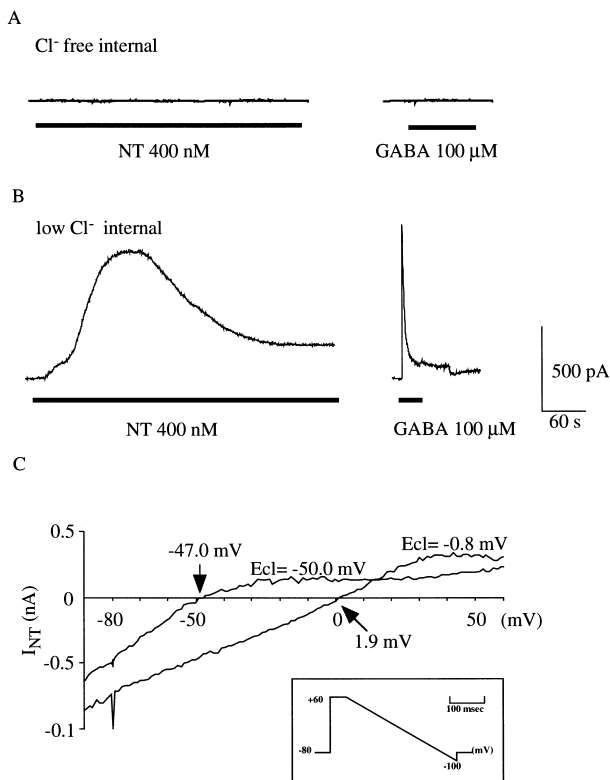 A
Cl⁻ free internal
NT 400 nM
GABA 100 μM
B
low Cl⁻ internal
NT 400 nM
GABA 100 μM
500 pA
60 s
C
0.5
0
-0.5
-0.1
I_NT (nA)
-80
-50
0
50
(mV)
-47.0 mV
Ecl= -50.0 mV
Ecl= -0.8 mV
1.9 mV
+60
-80
100 msec
(mV)
-100